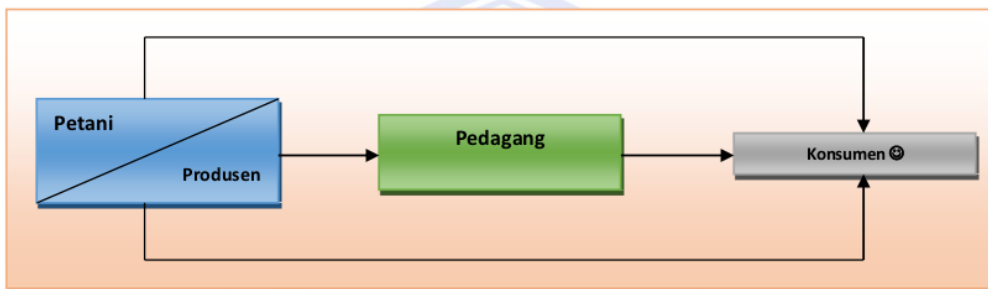 Petani
Produsen
Pedagang
Konsumen ☺